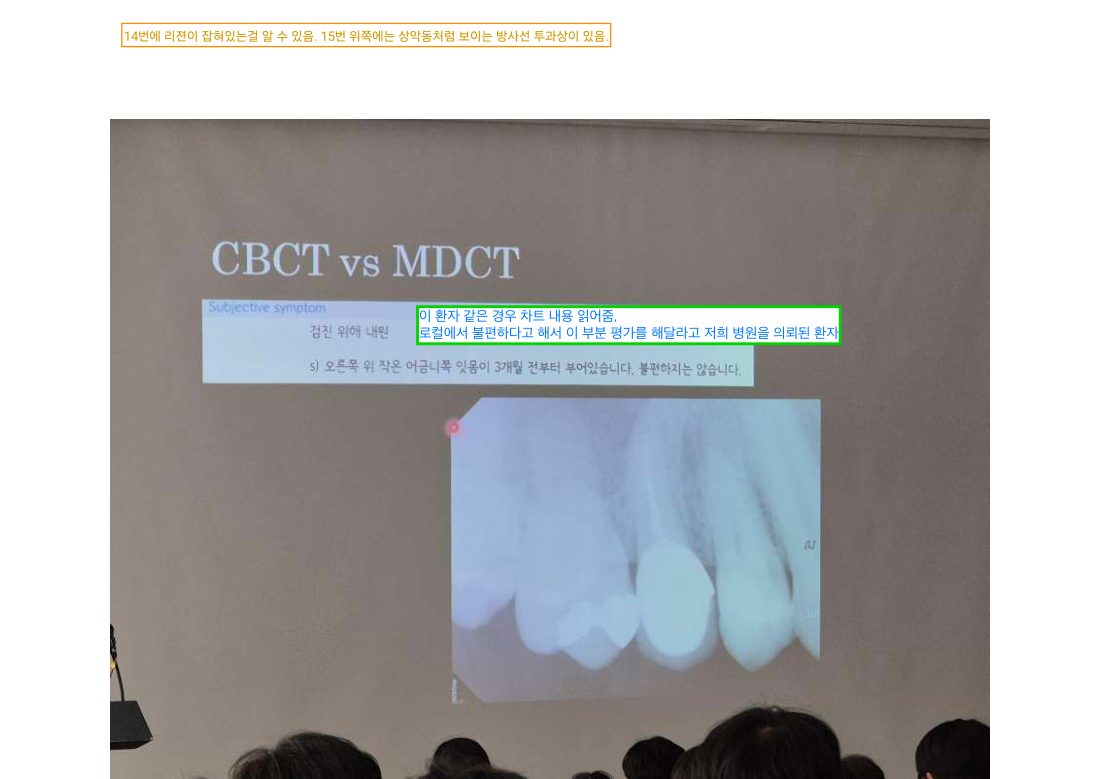 14번에 리젼이 잡혀있는걸 알 수 있음. 15번 위쪽에는 상악동처럼 보이는 방사선 투과상이 있음.
CBCT vs MDCT
Subjective symptom
이 환자 같은 경우 차트 내용 읽어줌,
검진 위해 내원
로컬에서 불편하다고 해서 이 부분 평가를 해달라고 저희 병원을 의뢰된 환자
s) 오른쪽 위 작은 어금니쪽 잇몸이 3개월 전부터 부어있습니다. 불편하지는 않습니다.